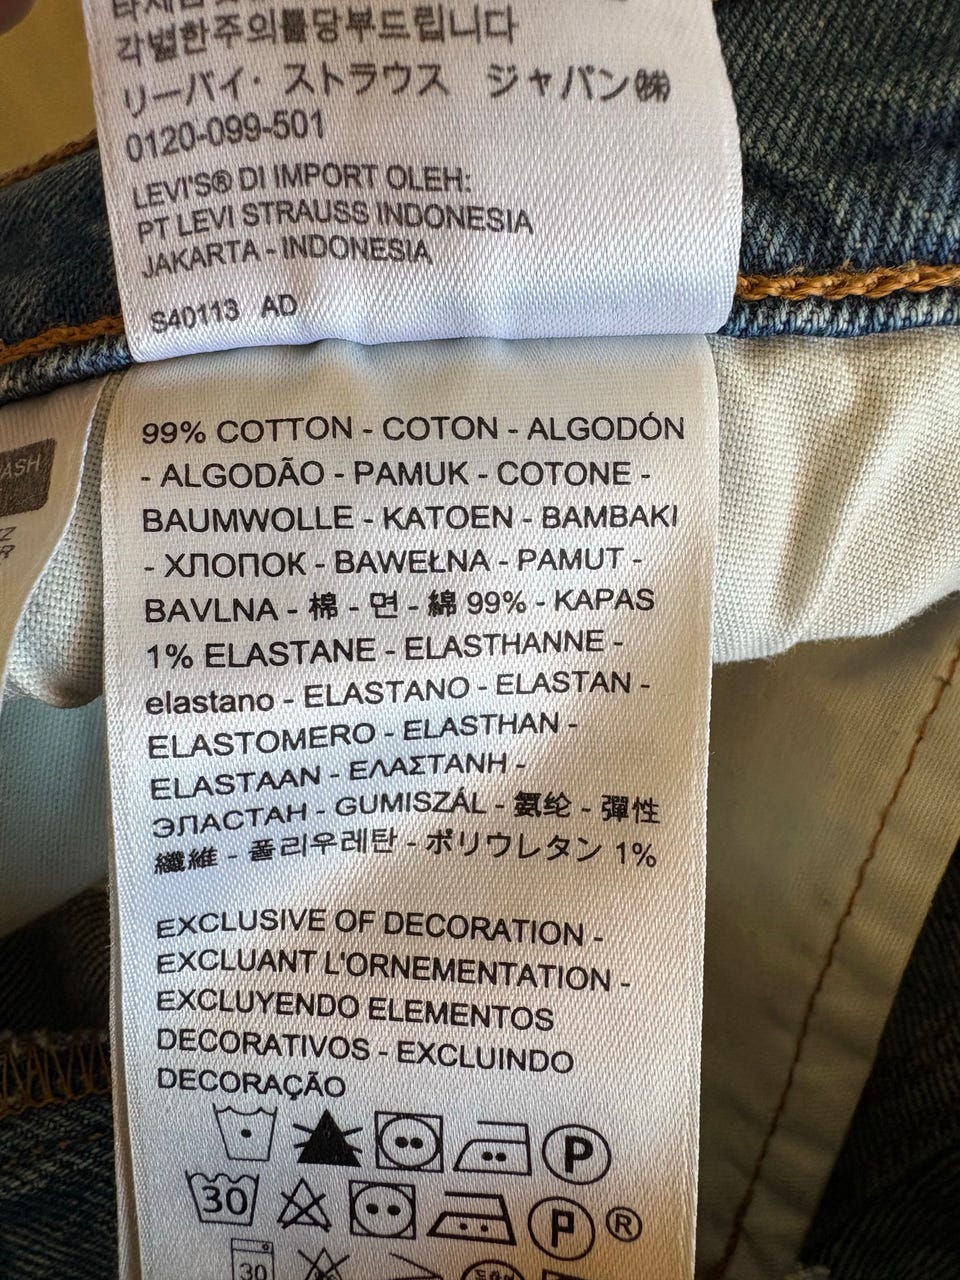 각별한주의를당부드립니다
リーバイ・ストラウス ジャパン㈱
0120-099-501
LEVI'S® DI IMPORT OLEH:
PT LEVI STRAUSS INDONESIA
JAKARTA - INDONESIA
S40113 AD
99% COTTON - COTON - ALGODÓN
- ALGODÃO - PAMUK - COTONE -
BAUMWOLLE - KATOEN - BAMBAKI
- ХЛОПОК - BAWEŁNA - PAMUT -
BAVLNA - 棉 - 면 - 綿 99% - KAPAS
1% ELASTANE - ELASTHANNE -
elastano - ELASTANO - ELASTAN -
ELASTOMERO - ELASTHAN -
ELASTAAN - ΕΛΑΣΤΑΝΗ -
ЭЛАСТАН - GUMISZÁL - 氨纶 - 彈性
纖維 - 폴리우레탄 - ポリウレタン 1%
EXCLUSIVE OF DECORATION -
EXCLUANT L'ORNEMENTATION -
EXCLUYENDO ELEMENTOS
DECORATIVOS - EXCLUINDO
DECORAÇÃO
P
30 P ®
30